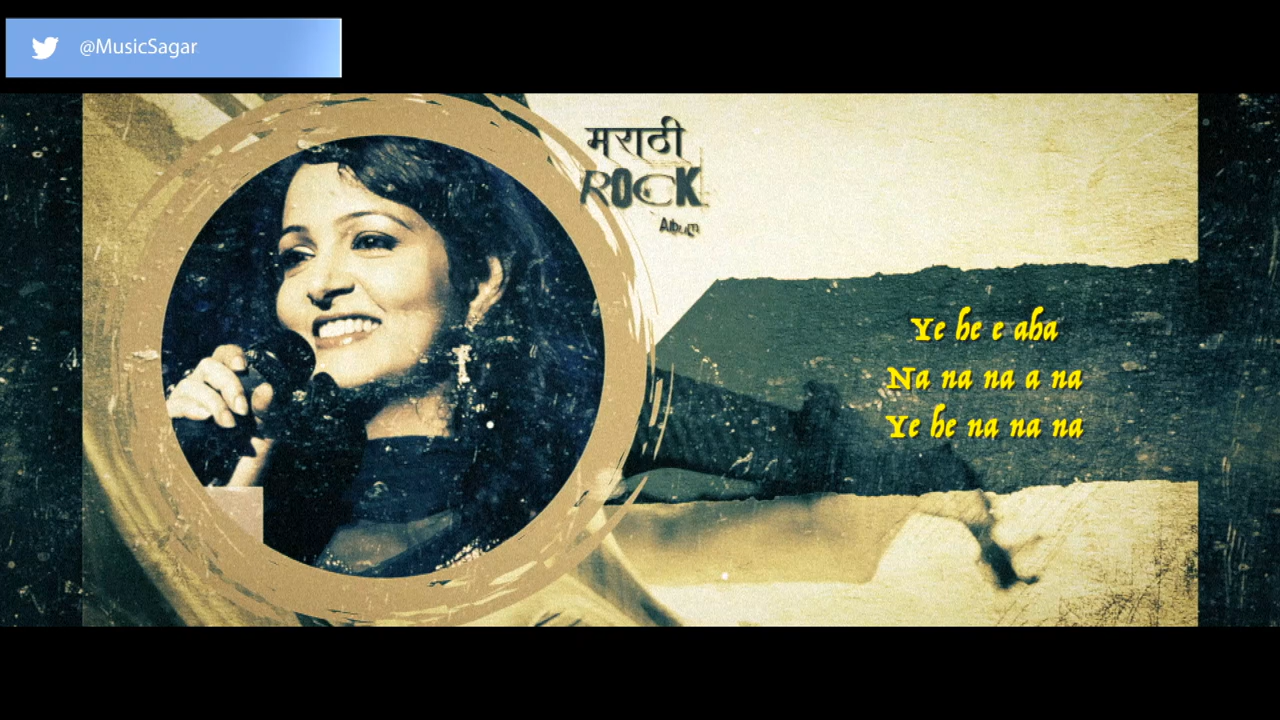 @MusicSagar
मराठी
ROCK
Album
Ye he e aha
Na na na a na
Ye he na na na